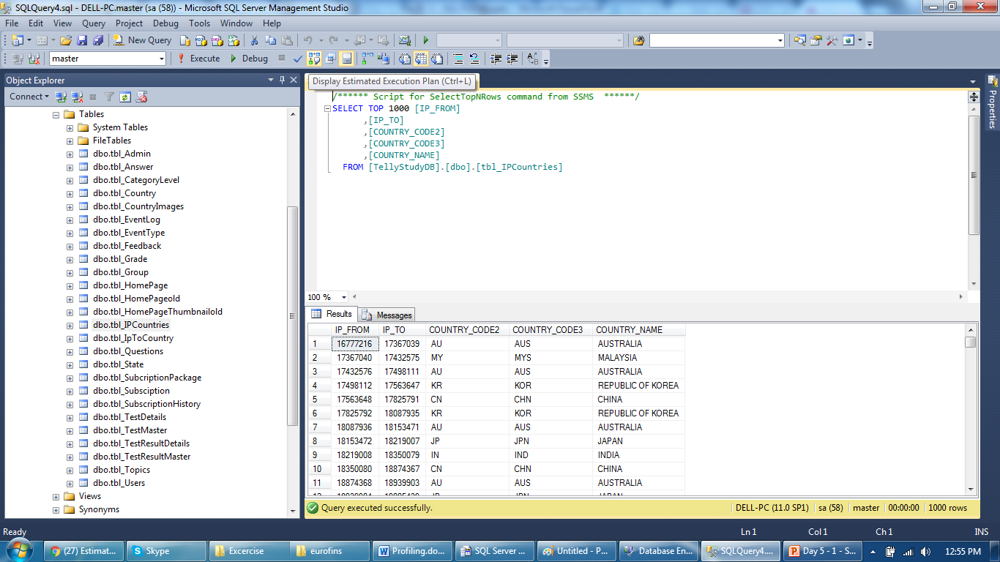 SQLQuery4.sql - DELL-PC.master (sa (58)) - Microsoft SQL Server Management Studio
File Edit View Query Project Debug Tools Window Help
New Query
master Execute Debug
Object Explorer
Connect
Display Estimated Execution Plan (Ctrl+L)
Tables
System Tables
FileTables
dbo.tbl_Admin
dbo.tbl_Answer
dbo.tbl_CategoryLevel
dbo.tbl_Country
dbo.tbl_CountryImages
dbo.tbl_EventLog
dbo.tbl_EventType
dbo.tbl_Feedback
dbo.tbl_Grade
dbo.tbl_Group
dbo.tbl_HomePage
dbo.tbl_HomePageold
dbo.tbl_HomePageThumbnailold
dbo.tbl_IPCountries
dbo.tbl_IpToCountry
dbo.tbl_Questions
dbo.tbl_State
dbo.tbl_SubcriptionPackage
dbo.tbl_Subsciption
dbo.tbl_SubscriptionHistory
dbo.tbl_TestDetails
dbo.tbl_TestMaster
dbo.tbl_TestResultDetails
dbo.tbl_TestResultMaster
dbo.tbl_Topics
dbo.tbl_Users
Views
Synonyms
/****** Script for SelectTopNRows command from SSMS ******/
SELECT TOP 1000 [IP_FROM]
,[IP_TO]
,[COUNTRY_CODE2]
,[COUNTRY_CODE3]
,[COUNTRY_NAME]
FROM [TellyStudyDB].[dbo].[tbl_IPCountries]
Properties
100 %
Results Messages
IP_FROM IP_TO COUNTRY_CODE2 COUNTRY_CODE3 COUNTRY_NAME
1 16777216 17367039 AU AUS AUSTRALIA
2 17367040 17432575 MY MYS MALAYSIA
3 17432576 17498111 AU AUS AUSTRALIA
4 17498112 17563647 KR KOR REPUBLIC OF KOREA
5 17563648 17825791 CN CHN CHINA
6 17825792 18087935 KR KOR REPUBLIC OF KOREA
7 18087936 18153471 AU AUS AUSTRALIA
8 18153472 18219007 JP JPN JAPAN
9 18219008 18350079 IN IND INDIA
10 18350080 18874367 CN CHN CHINA
11 18874368 18939903 AU AUS AUSTRALIA
Query executed successfully. DELL-PC (11.0 SP1) sa (58) master 00:00:00 1000 rows
Ready Ln 1 Col 1 Ch 1 INS
(27) Estimat... Skype Excercise eurofins Profiling.do... SQL Server ... Untitled - P... Database En... SQLQuery4.... Day 5 - 1 - S... 12:55 PM